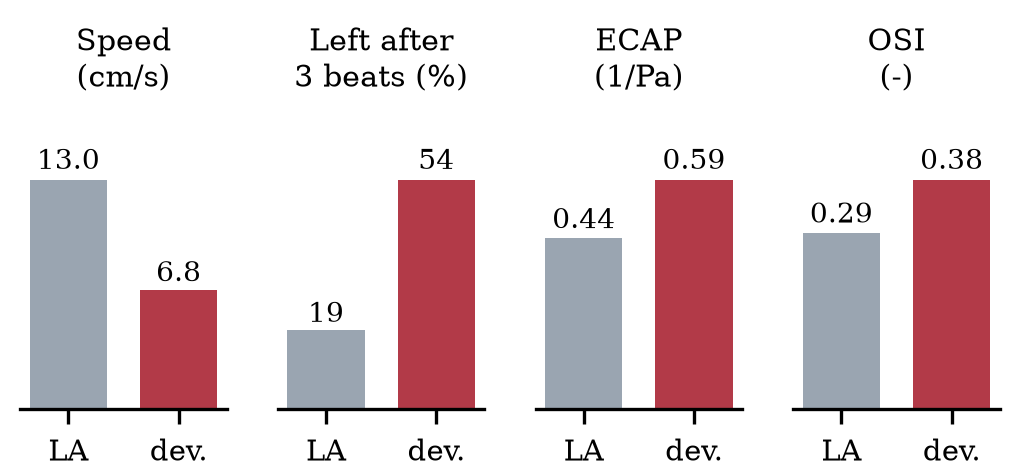 Speed
(cm/s)
13.0
6.8
LA
dev.
Left after
3 beats (%)
19
54
LA
dev.
ECAP
(1/Pa)
0.44
0.59
LA
dev.
OSI
(-)
0.29
0.38
LA
dev.